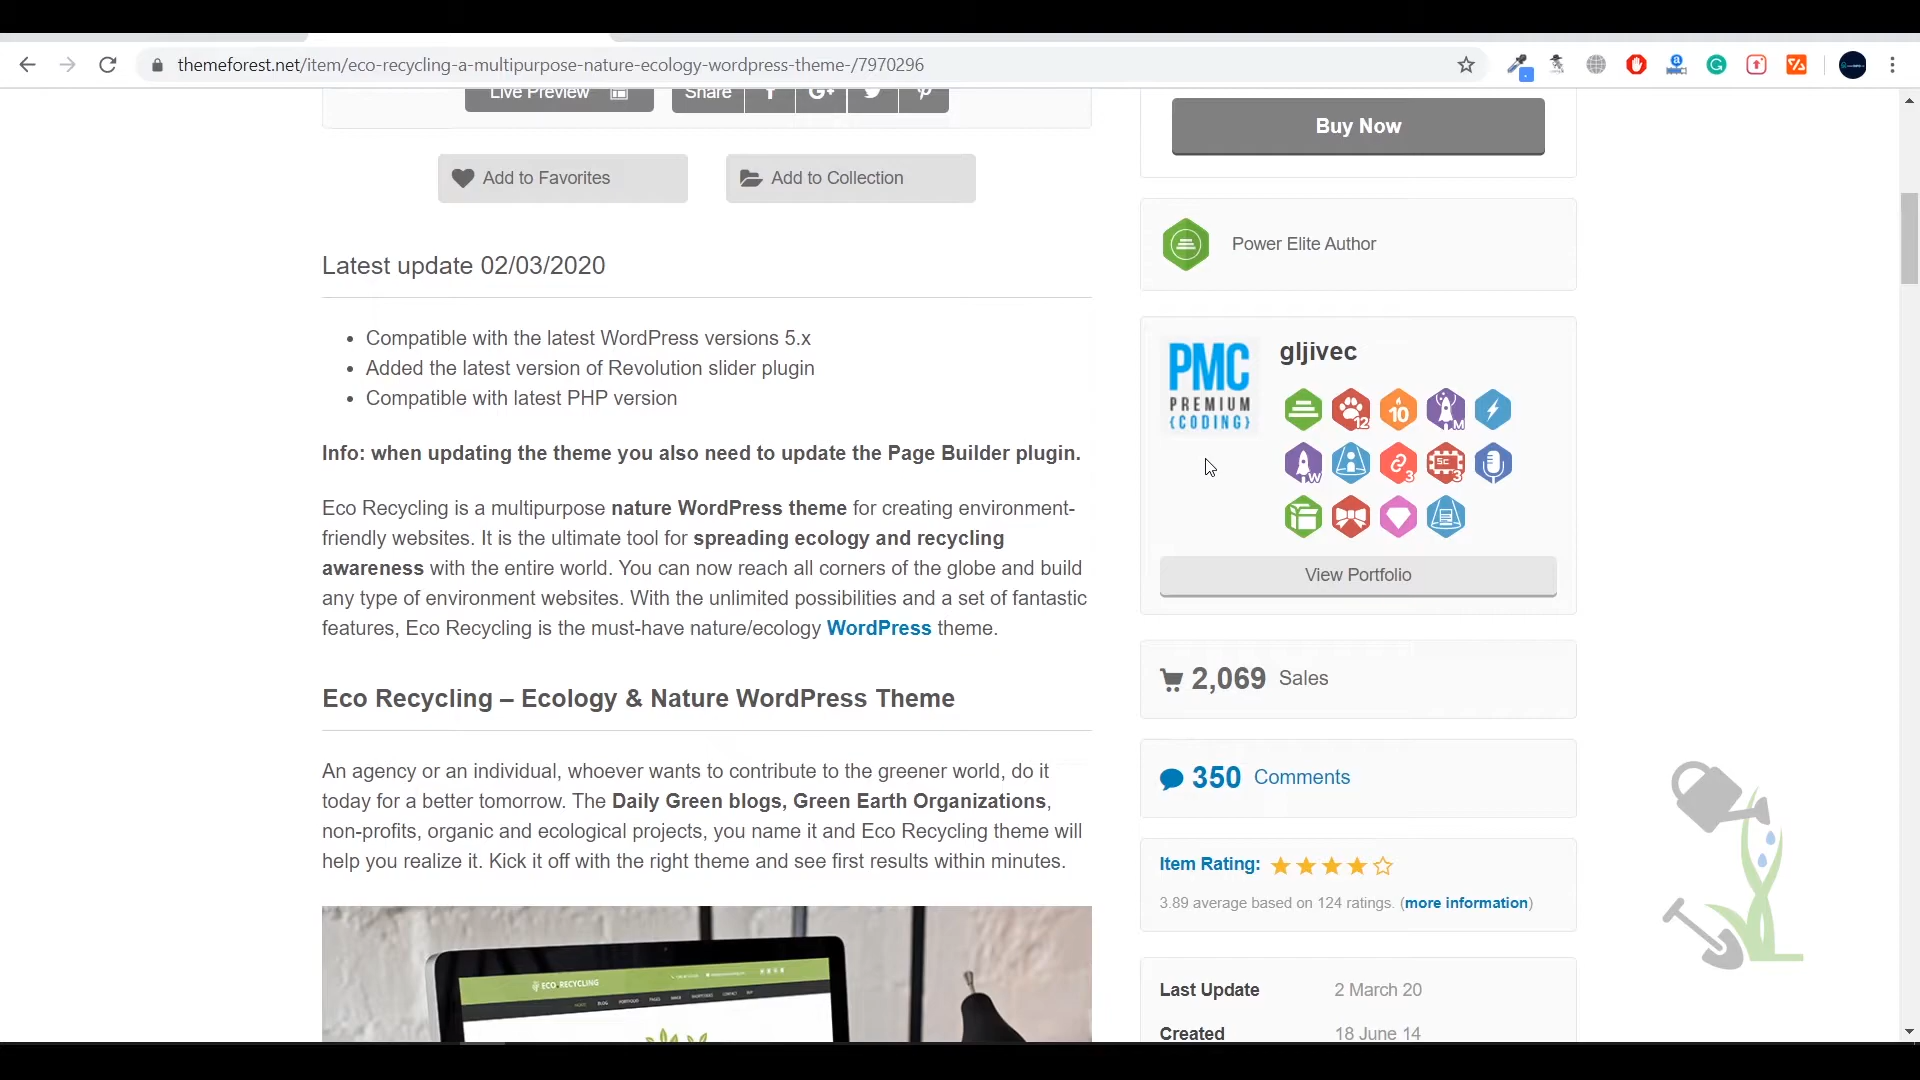 themeforest.net/item/eco-recycling-a-multipurpose-nature-ecology-wordpress-theme-/7970296
Live Preview
Share
Buy Now
Add to Favorites
Add to Collection
Power Elite Author
Latest update 02/03/2020
Compatible with the latest WordPress versions 5.x
Added the latest version of Revolution slider plugin
Compatible with latest PHP version
Info: when updating the theme you also need to update the Page Builder plugin.
Eco Recycling is a multipurpose nature WordPress theme for creating environment-
friendly websites. It is the ultimate tool for spreading ecology and recycling
awareness with the entire world. You can now reach all corners of the globe and build
any type of environment websites. With the unlimited possibilities and a set of fantastic
features, Eco Recycling is the must-have nature/ecology WordPress theme.
Eco Recycling – Ecology & Nature WordPress Theme
An agency or an individual, whoever wants to contribute to the greener world, do it
today for a better tomorrow. The Daily Green blogs, Green Earth Organizations,
non-profits, organic and ecological projects, you name it and Eco Recycling theme will
help you realize it. Kick it off with the right theme and see first results within minutes.
ECO RECYCLING
PMC
PREMIUM
{CODING}
gljivec
12
10
M
W
3
SC
3
View Portfolio
2,069 Sales
350 Comments
Item Rating:
3.89 average based on 124 ratings. (more information)
Last Update 2 March 20
Created 18 June 14